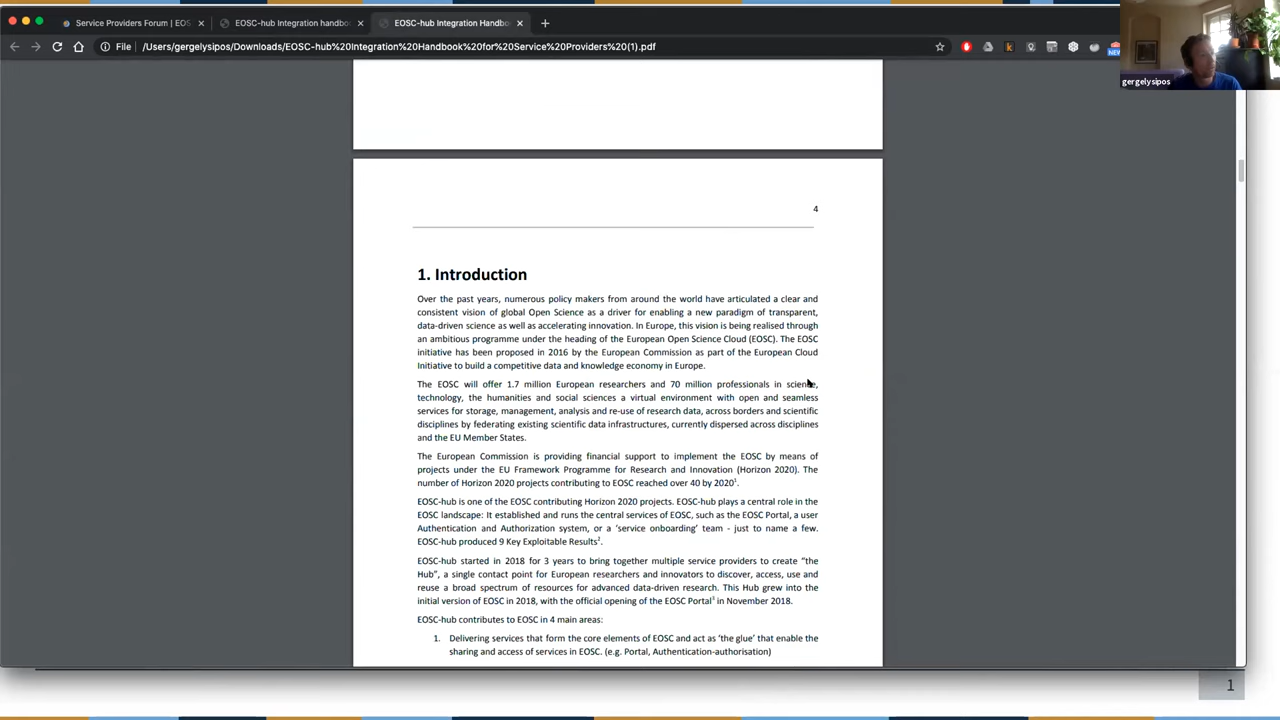 Service Providers Forum | EOS
EOSC-hub Integration handbo
EOSC-hub Integration Handbo
File
/Users/gergelysipos/Downloads/EOSC-hub%20Integration%20Handbook%20for%20Service%20Providers%20(1).pdf
NEW
gergelysipos
4
1. Introduction
Over the past years, numerous policy makers from around the world have articulated a clear and
consistent vision of global Open Science as a driver for enabling a new paradigm of transparent,
data-driven science as well as accelerating innovation. In Europe, this vision is being realised through
an ambitious programme under the heading of the European Open Science Cloud (EOSC). The EOSC
initiative has been proposed in 2016 by the European Commission as part of the European Cloud
Initiative to build a competitive data and knowledge economy in Europe.
The EOSC will offer 1.7 million European researchers and 70 million professionals in science,
technology, the humanities and social sciences a virtual environment with open and seamless
services for storage, management, analysis and re-use of research data, across borders and scientific
disciplines by federating existing scientific data infrastructures, currently dispersed across disciplines
and the EU Member States.
The European Commission is providing financial support to implement the EOSC by means of
projects under the EU Framework Programme for Research and Innovation (Horizon 2020). The
number of Horizon 2020 projects contributing to EOSC reached over 40 by 2020¹.
EOSC-hub is one of the EOSC contributing Horizon 2020 projects. EOSC-hub plays a central role in the
EOSC landscape: It established and runs the central services of EOSC, such as the EOSC Portal, a user
Authentication and Authorization system, or a ‘service onboarding’ team - just to name a few.
EOSC-hub produced 9 Key Exploitable Results².
EOSC-hub started in 2018 for 3 years to bring together multiple service providers to create “the
Hub”, a single contact point for European researchers and innovators to discover, access, use and
reuse a broad spectrum of resources for advanced data-driven research. This Hub grew into the
initial version of EOSC in 2018, with the official opening of the EOSC Portal³ in November 2018.
EOSC-hub contributes to EOSC in 4 main areas:
1. Delivering services that form the core elements of EOSC and act as ‘the glue’ that enable the
sharing and access of services in EOSC. (e.g. Portal, Authentication-authorisation)
1